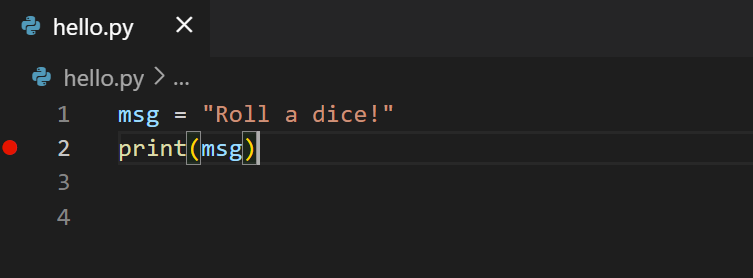 hello.py ×
hello.py > ...
1 msg = "Roll a dice!"
2 print(msg)
3
4